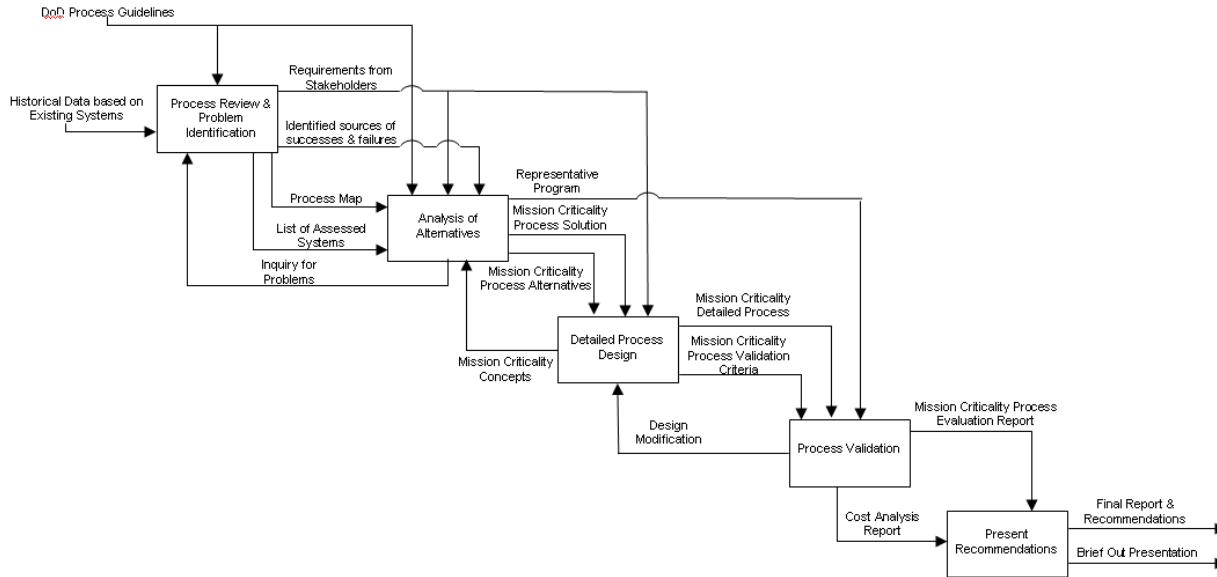 DoD Process Guidelines
Requirements from
Stakeholders
Historical Data based on
Existing Systems
Process Review &
Problem
Identification
Identified sources of
successes & failures
Process Map
List of Assessed
Systems
Inquiry for
Problems
Analysis of
Alternatives
Representative
Program
Mission Criticality
Process Solution
Mission Criticality
Process Alternatives
Mission Criticality
Concepts
Detailed Process
Design
Mission Criticality
Detailed Process
Mission Criticality
Process Validation
Criteria
Design
Modification
Process Validation
Mission Criticality Process
Evaluation Report
Cost Analysis
Report
Present
Recommendations
Final Report &
Recommendations
Brief Out Presentation